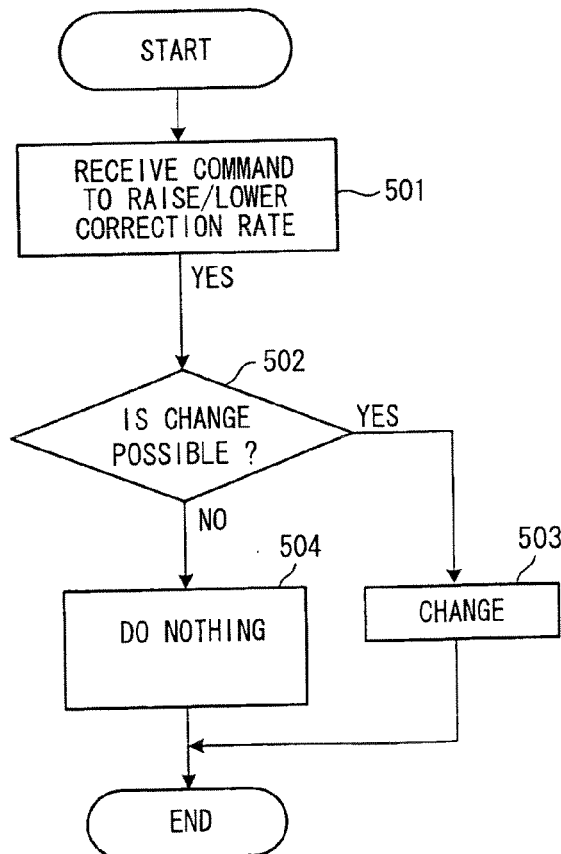 START
RECEIVE COMMAND
TO RAISE/LOWER
CORRECTION RATE
501
YES
502
IS CHANGE
POSSIBLE ?
YES
NO
504
DO NOTHING
503
CHANGE
END